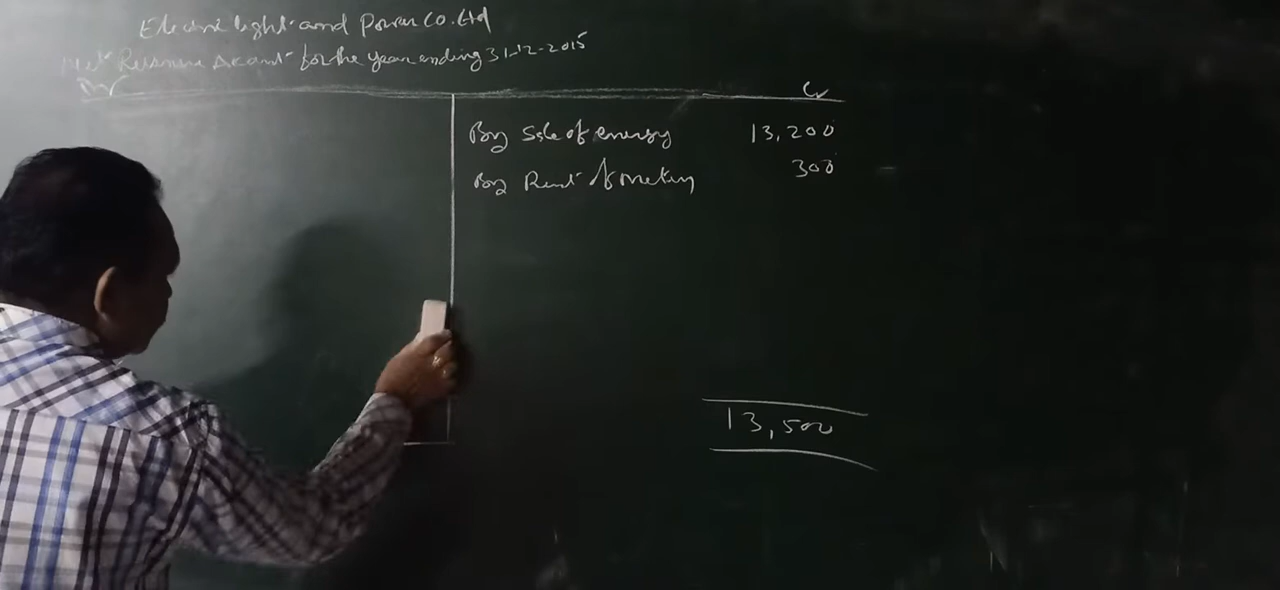 Electric light and Power Co. Ltd
Net Revenue Account for the year ending 31-12-2015
Dr Cr
By Sale of energy 13,200
By Rent of meters 300
13,500